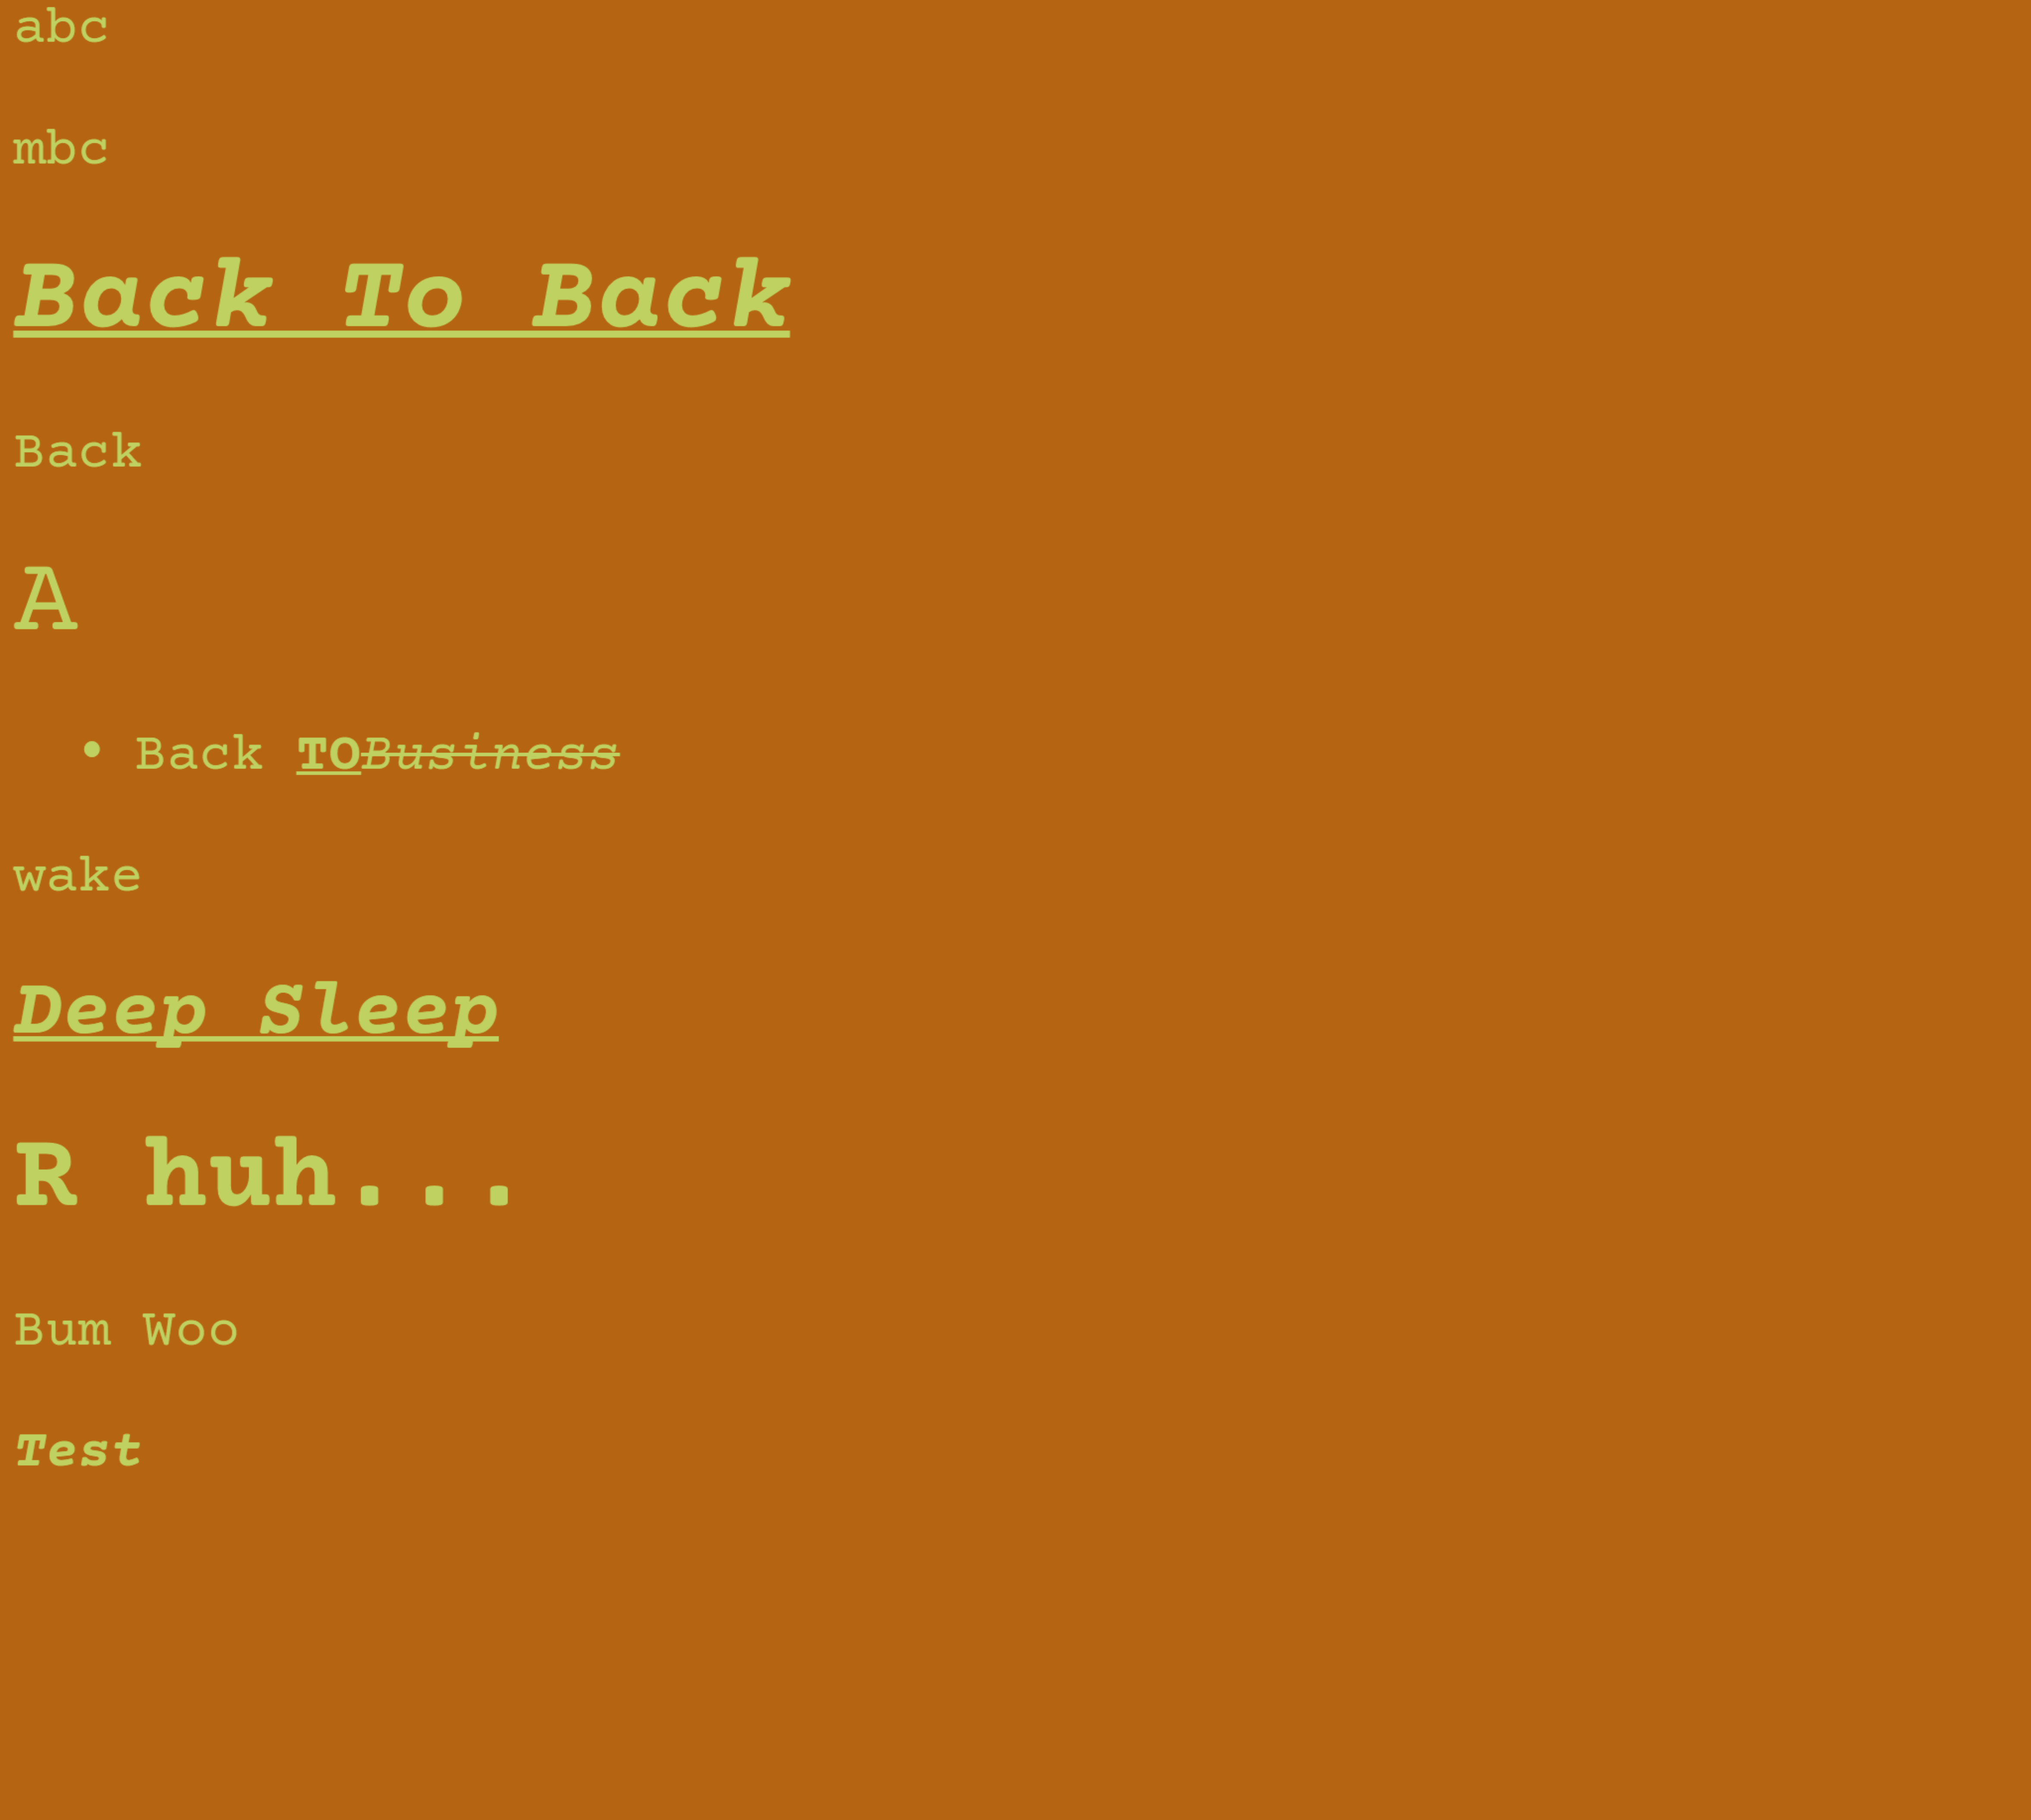 abc
mbc
Back To Back
Back
A
• Back TOBusiness
wake
Deep Sleep
R huh...
Bum Woo
Test